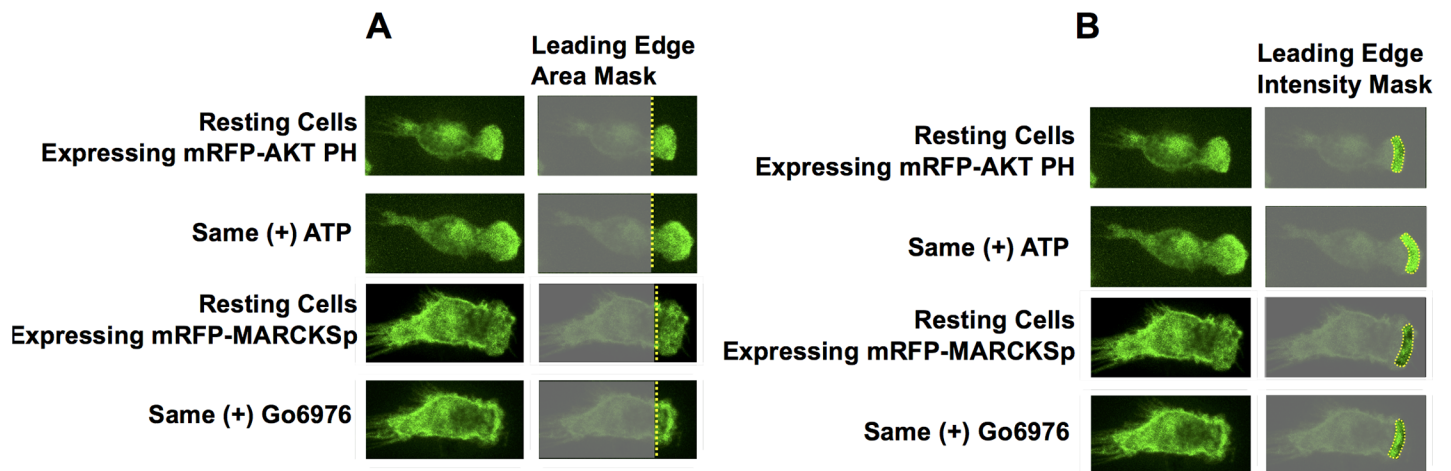 A
Leading Edge
Area Mask
Resting Cells
Expressing mRFP-AKT PH
Same (+) ATP
Resting Cells
Expressing mRFP-MARCKSp
Same (+) Go6976
B
Leading Edge
Intensity Mask
Resting Cells
Expressing mRFP-AKT PH
Same (+) ATP
Resting Cells
Expressing mRFP-MARCKSp
Same (+) Go6976